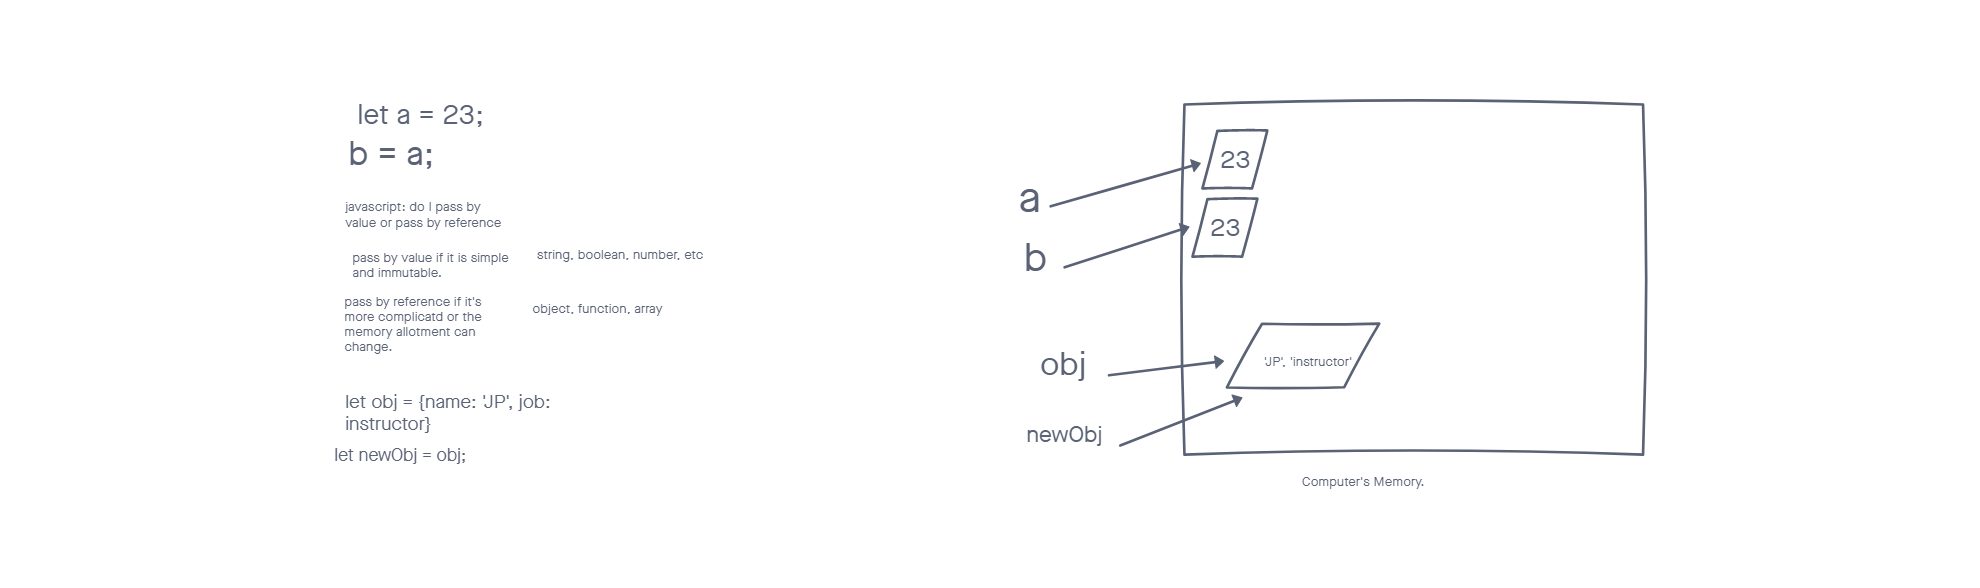 let a = 23;
b = a;
javascript: do I pass by
value or pass by reference
pass by value if it is simple
and immutable.
string, boolean, number, etc
pass by reference if it's
more complicatd or the
memory allotment can
change.
object, function, array
let obj = {name: 'JP', job:
instructor}
let newObj = obj;
a
23
b
23
obj
'JP', 'instructor'
newObj
Computer's Memory.